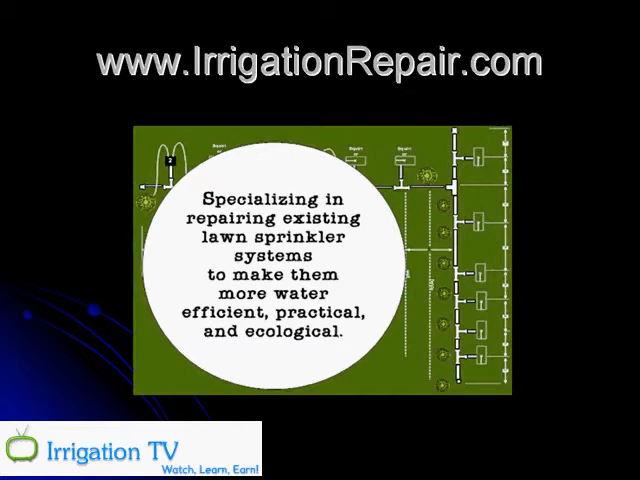 www.IrrigationRepair.com
Specializing in
repairing existing
lawn sprinkler
systems
to make them
more water
efficient, practical,
and ecological.
Irrigation TV
Watch, Learn, Earn!